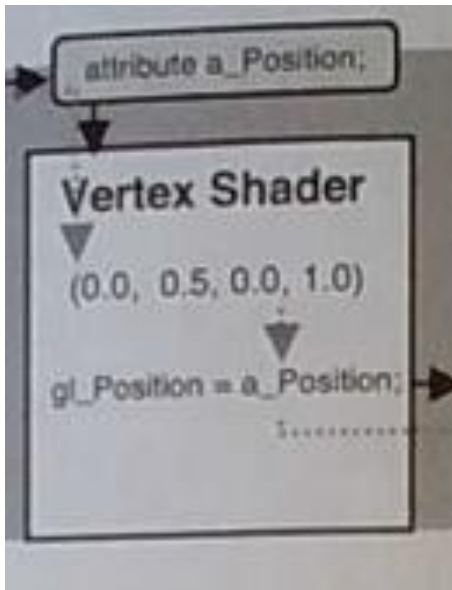 attribute a_Position;
Vertex Shader
(0.0, 0.5, 0.0, 1.0)
gl_Position = a_Position;